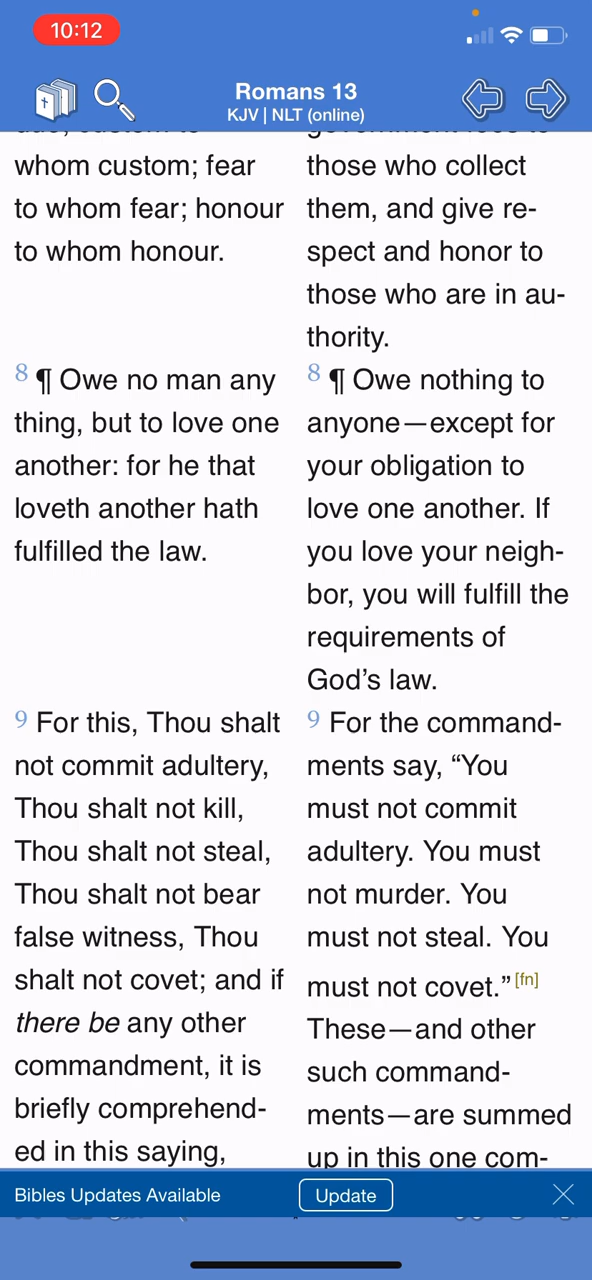 10:12
Romans 13
KJV | NLT (online)
whom custom; fear
to whom fear; honour
to whom honour.
8 ¶ Owe no man any
thing, but to love one
another: for he that
loveth another hath
fulfilled the law.
9 For this, Thou shalt
not commit adultery,
Thou shalt not kill,
Thou shalt not steal,
Thou shalt not bear
false witness, Thou
shalt not covet; and if
there be any other
commandment, it is
briefly comprehend-
ed in this saying,
those who collect
them, and give re-
spect and honor to
those who are in au-
thority.
8 ¶ Owe nothing to
anyone—except for
your obligation to
love one another. If
you love your neigh-
bor, you will fulfill the
requirements of
God’s law.
9 For the command-
ments say, “You
must not commit
adultery. You must
not murder. You
must not steal. You
must not covet.” [fn]
These—and other
such command-
ments—are summed
up in this one com-
Bibles Updates Available
Update